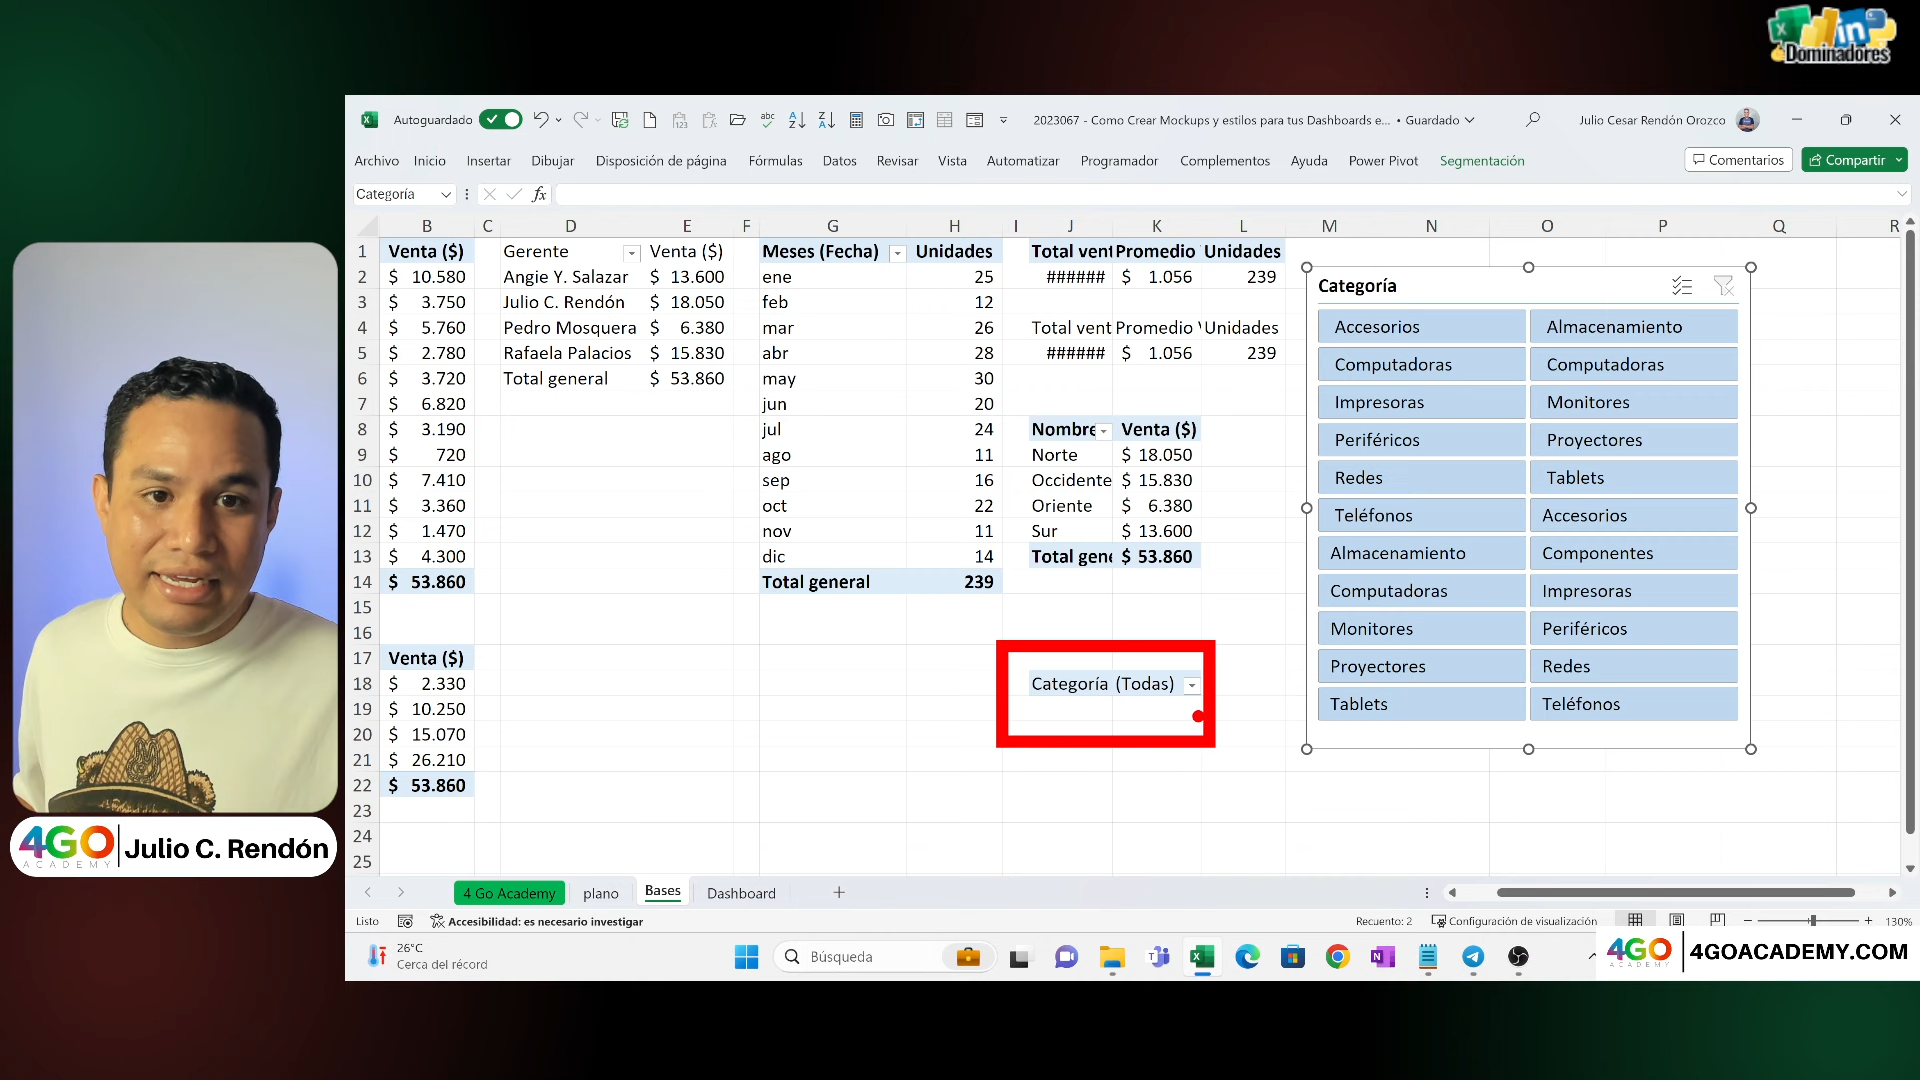 in
Dominadores
Autoguardado
2023067 - Como Crear Mockups y estilos para tus Dashboards e... • Guardado
Julio Cesar Rendón Orozco
Archivo Inicio Insertar Dibujar Disposición de página Fórmulas Datos Revisar Vista Automatizar Programador Complementos Ayuda Power Pivot Segmentación
Comentarios Compartir
Categoría fx
B C D E F G H I J K L M N O P Q R
1 Venta ($) Gerente Venta ($) Meses (Fecha) Unidades Total vent Promedio Unidades
2 $ 10.580 Angie Y. Salazar $ 13.600 ene 25 ###### $ 1.056 239
3 $ 3.750 Julio C. Rendón $ 18.050 feb 12
4 $ 5.760 Pedro Mosquera $ 6.380 mar 26 Total vent Promedio Unidades
5 $ 2.780 Rafaela Palacios $ 15.830 abr 28 ###### $ 1.056 239
6 $ 3.720 Total general $ 53.860 may 30
7 $ 6.820 jun 20
8 $ 3.190 jul 24 Nombre Venta ($)
9 $ 720 ago 11 Norte $ 18.050
10 $ 7.410 sep 16 Occidente $ 15.830
11 $ 3.360 oct 22 Oriente $ 6.380
12 $ 1.470 nov 11 Sur $ 13.600
13 $ 4.300 dic 14 Total gene $ 53.860
14 $ 53.860 Total general 239
15
16
17 Venta ($)
18 $ 2.330 Categoría (Todas)
19 $ 10.250
20 $ 15.070
21 $ 26.210
22 $ 53.860
23
24
25
Categoría
Accesorios Almacenamiento
Computadoras Computadoras
Impresoras Monitores
Periféricos Proyectores
Redes Tablets
Teléfonos Accesorios
Almacenamiento Componentes
Computadoras Impresoras
Monitores Periféricos
Proyectores Redes
Tablets Teléfonos
4GO
ACADEMY
Julio C. Rendón
4 Go Academy plano Bases Dashboard
Listo Accesibilidad: es necesario investigar Recuento: 2 Configuración de visualización 130%
26°C
Cerca del récord
Búsqueda
4GO
ACADEMY
4GOACADEMY.COM